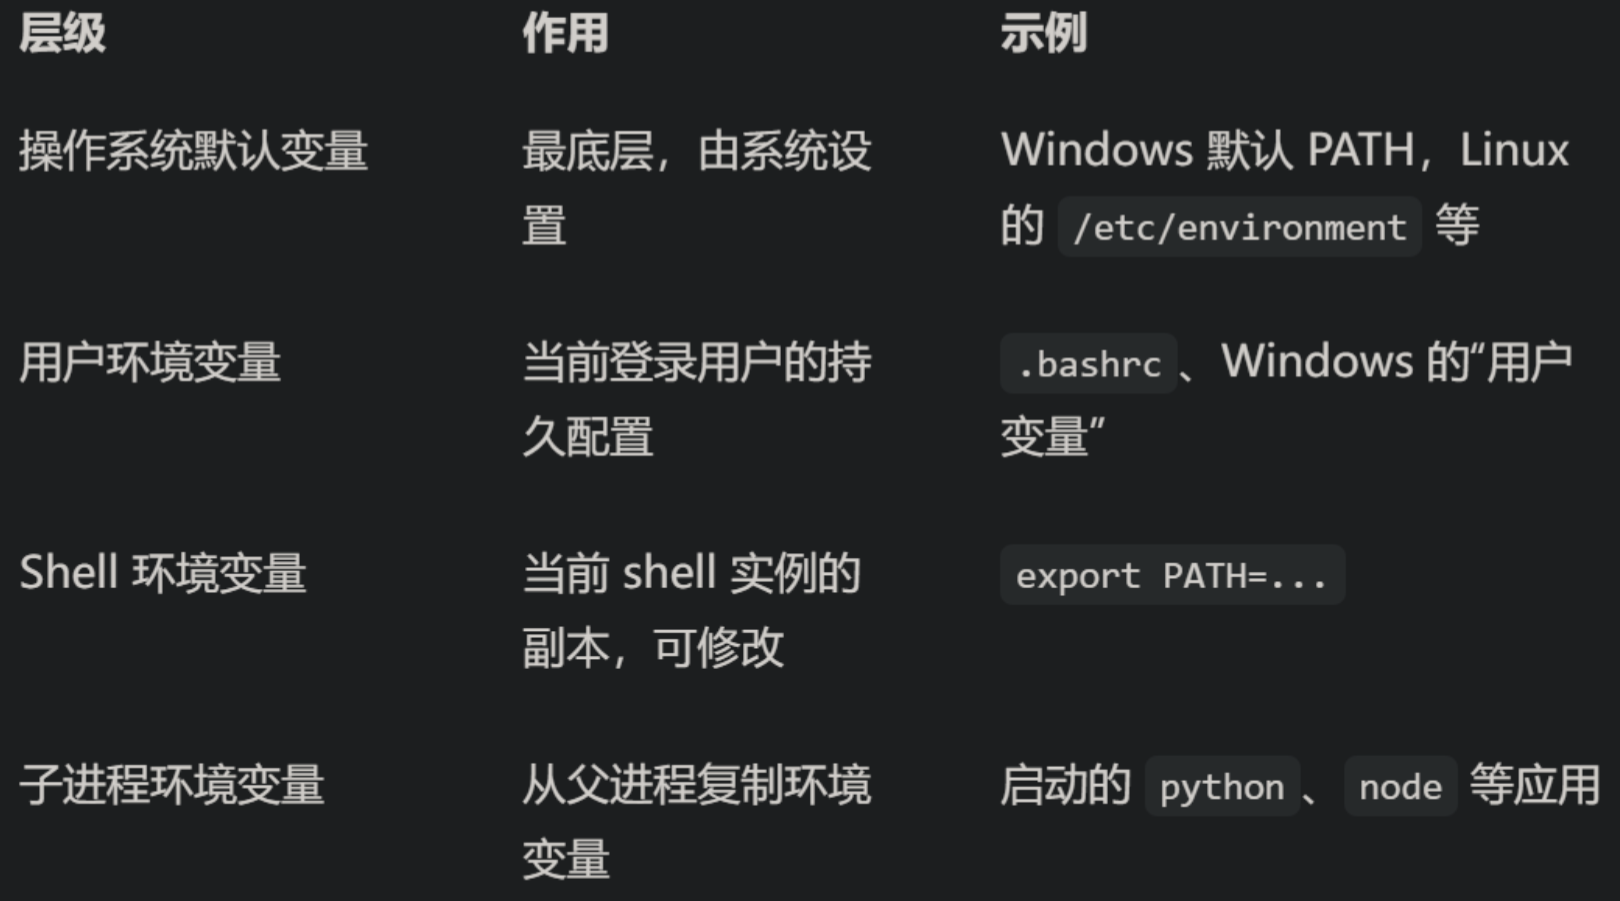 层级 作用 示例
操作系统默认变量 最底层，由系统设 Windows 默认 PATH，Linux
置 的 /etc/environment 等
用户环境变量 当前登录用户的持 .bashrc、Windows 的“用户
久配置 变量”
Shell 环境变量 当前 shell 实例的 export PATH=...
副本，可修改
子进程环境变量 从父进程复制环境 启动的 python、node 等应用
变量